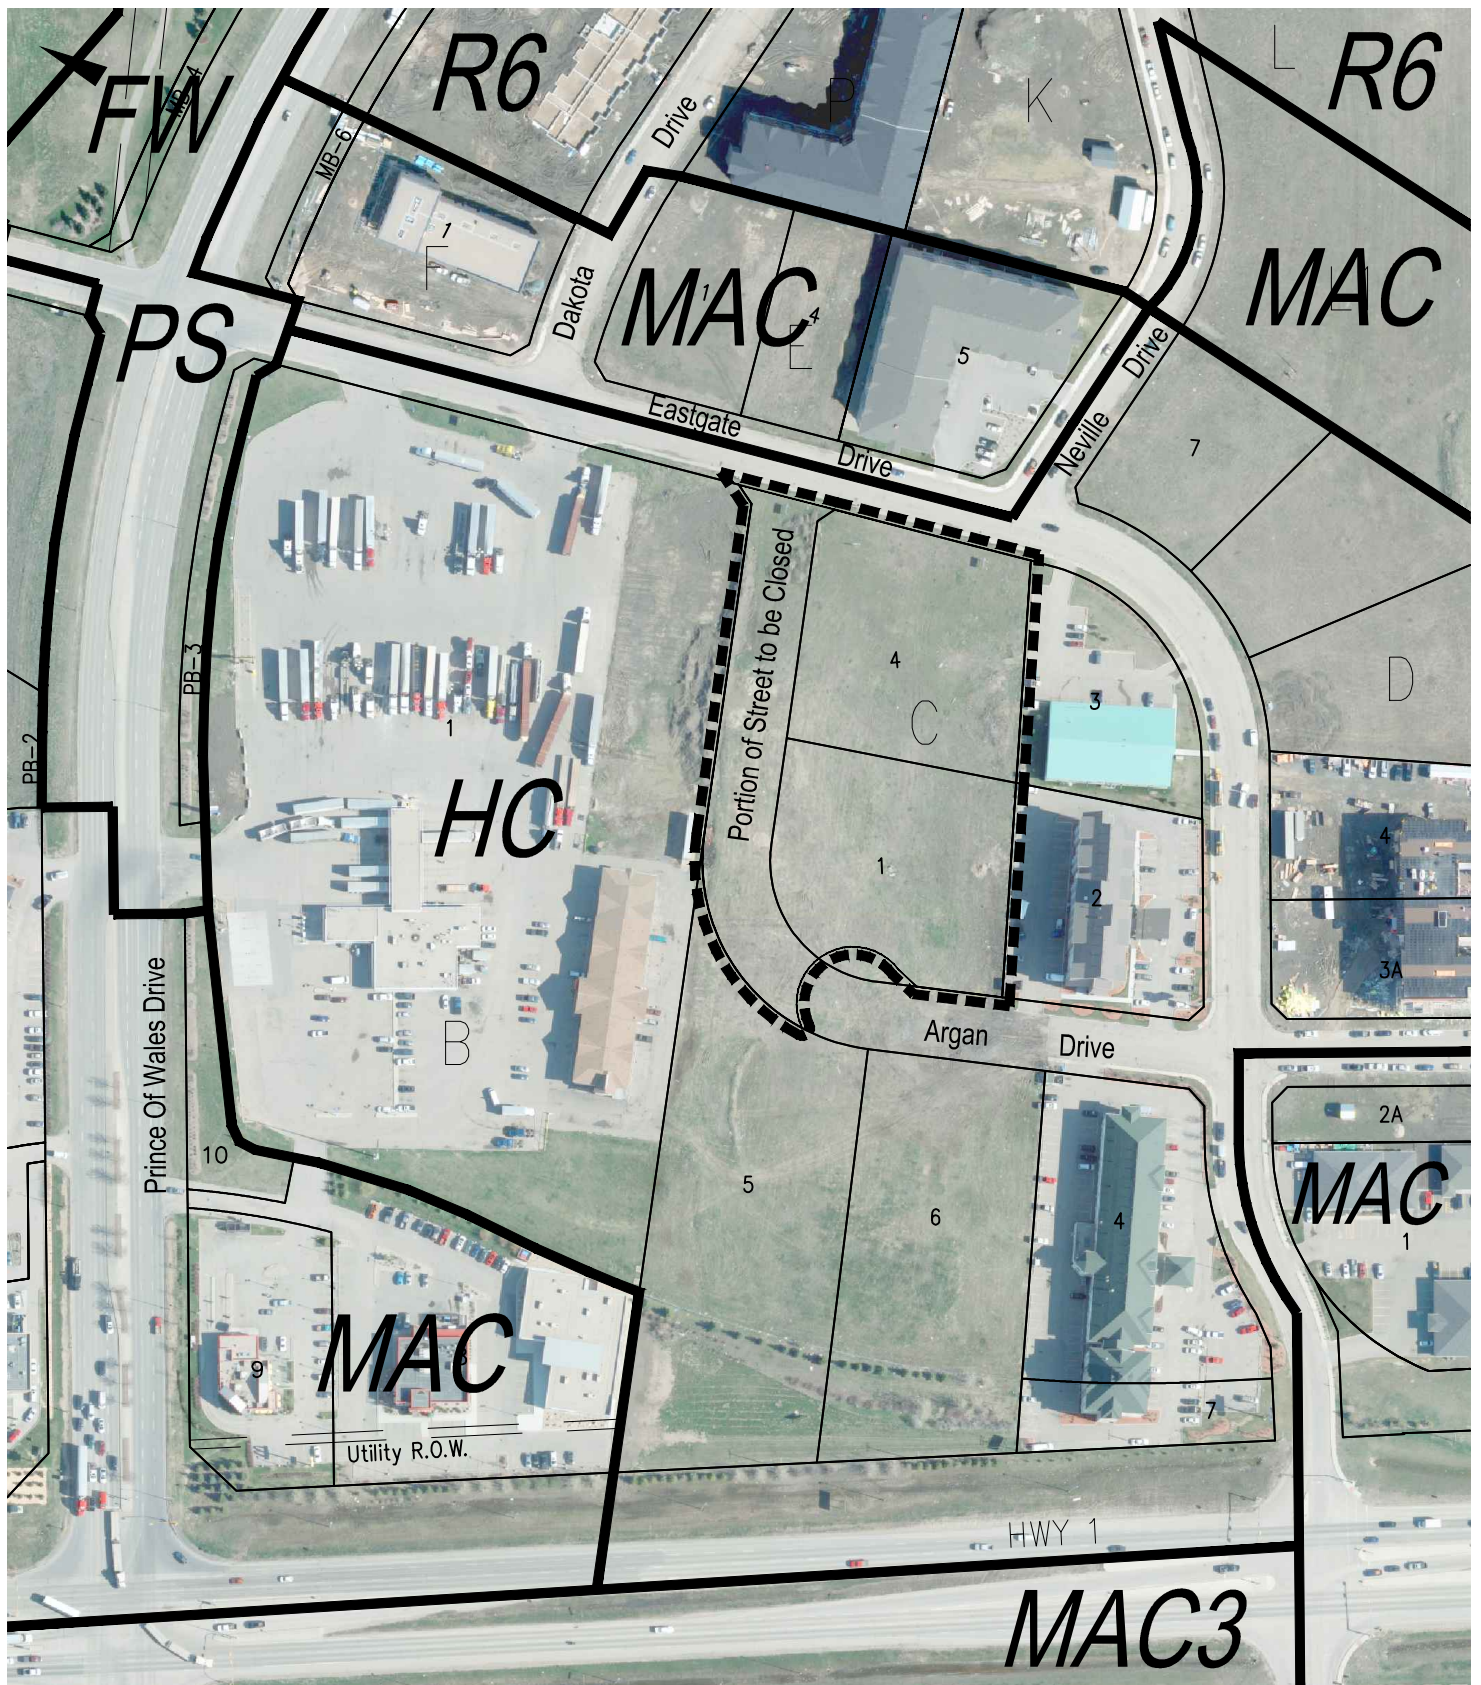 R6
R6
FW
MB-4
MB-6
P
K
L
Drive
1
F
Dakota
MAC
1
4
E
5
MAC
L1
PS
Drive
Eastgate
Drive
Neville
7
Portion of Street to be Closed
4
C
D
3
PB-3
PB-2
1
HC
1
2
4
3A
Prince Of Wales Drive
B
Argan
Drive
10
2A
5
6
4
MAC
1
MAC
9
7
Utility R.O.W.
HWY 1
MAC3